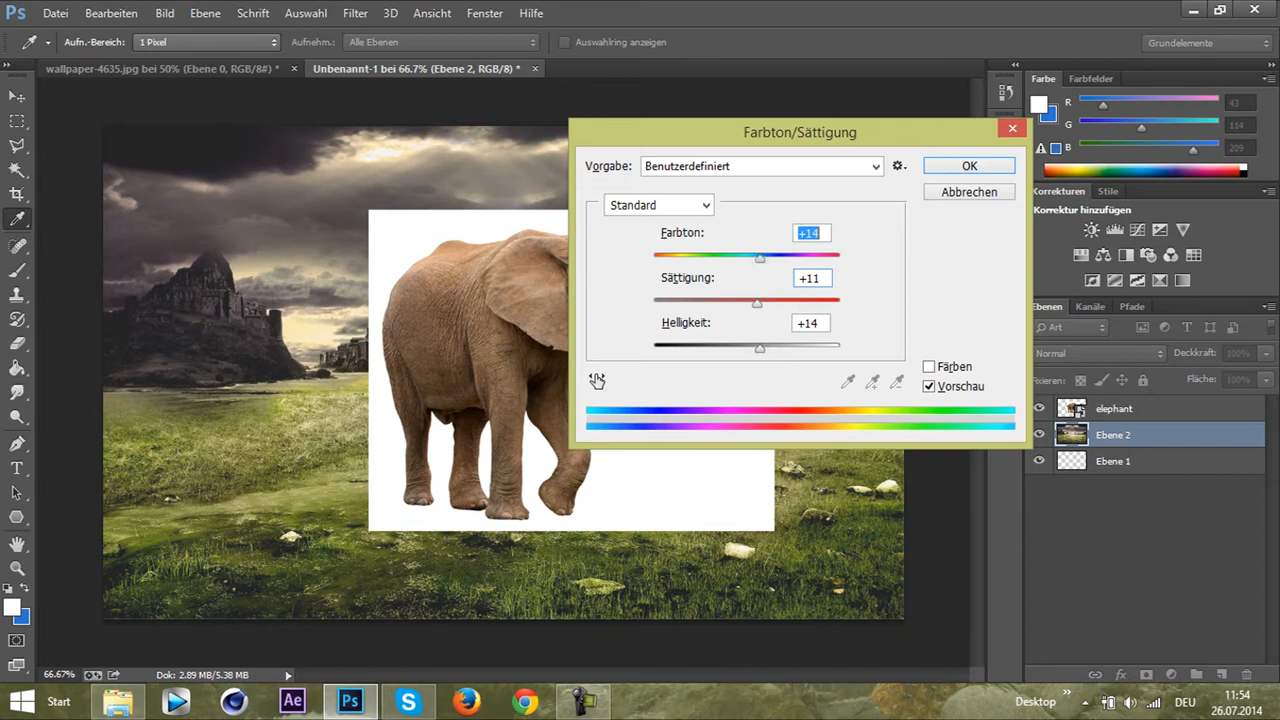 Ps Datei Bearbeiten Bild Ebene Schrift Auswahl Filter 3D Ansicht Fenster Hilfe
Aufn.-Bereich: 1 Pixel Aufnehm.: Alle Ebenen Auswahlring anzeigen Grundelemente
wallpaper-4635.jpg bei 50% (Ebene 0, RGB/8#) * × Unbenannt-1 bei 66.7% (Ebene 2, RGB/8) * ×
Farbe Farbfelder
R 43
G 114
B 209
Korrekturen Stile
Korrektur hinzufügen
Ebenen Kanäle Pfade
Art
Normal Deckkraft: 100%
Fixieren: Fläche: 100%
elephant
Ebene 2
Ebene 1
Farbton/Sättigung
Vorgabe: Benutzerdefiniert OK
Abbrechen
Standard
Farbton: +14
Sättigung: +11
Helligkeit: +14
Färben
Vorschau
66.67% Dok: 2.89 MB/5.38 MB
Start Ae Ps Desktop DEU 11:54
26.07.2014